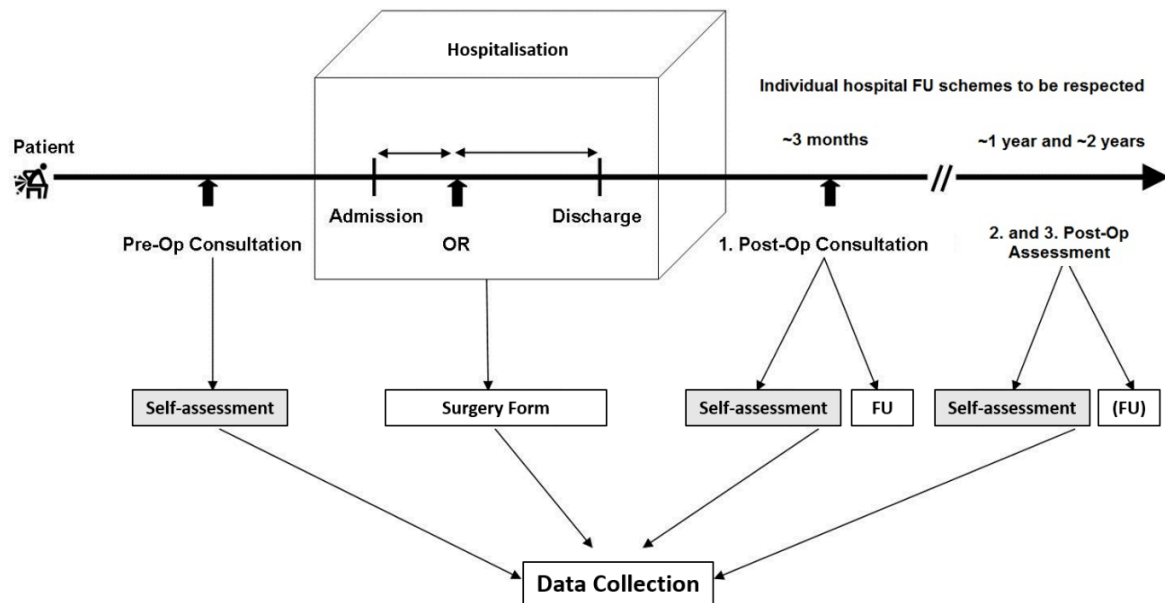 Hospitalisation
Individual hospital FU schemes to be respected
~3 months
~1 year and ~2 years
Patient
Admission
Discharge
Pre-Op Consultation
OR
1. Post-Op Consultation
2. and 3. Post-Op
Assessment
Self-assessment
Surgery Form
Self-assessment
FU
Self-assessment
(FU)
Data Collection